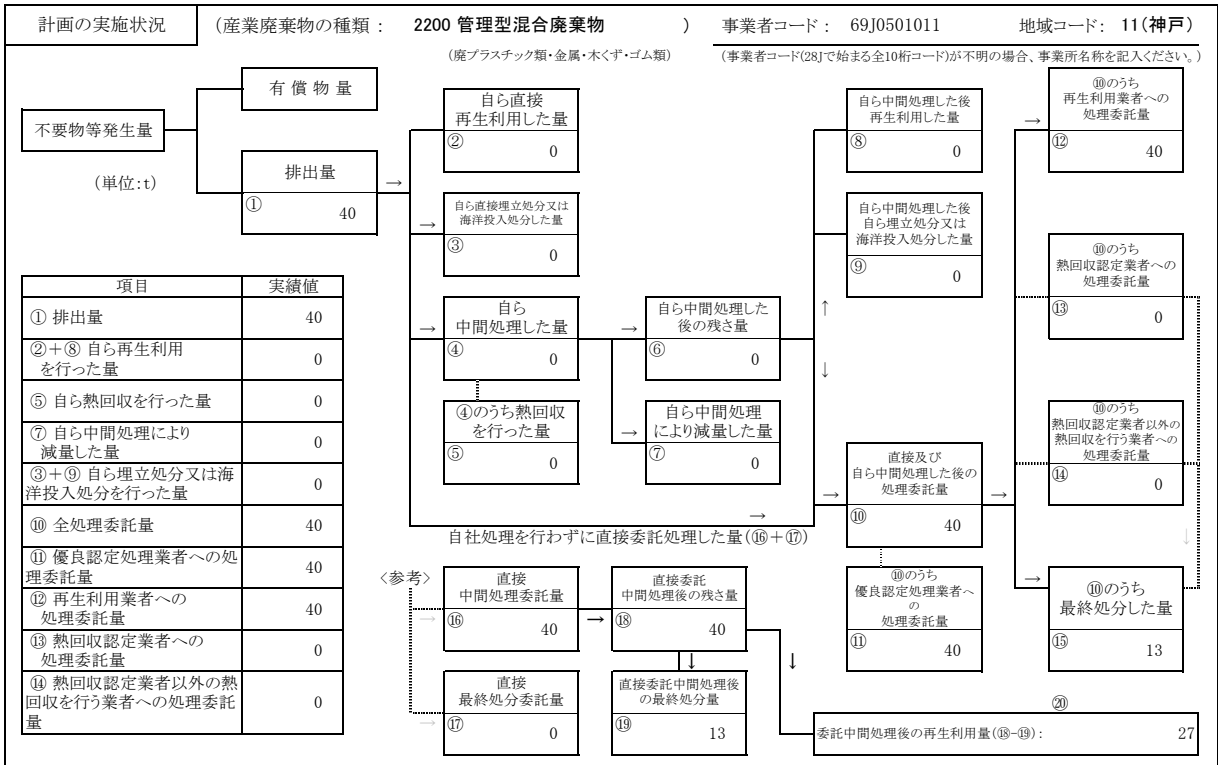 計画の実施状況
(産業廃棄物の種類： 2200 管理型混合廃棄物 )
(廃プラスチック類・金属・木くず・ゴム類)
事業者コード： 69J0501011 地域コード： 11(神戸)
(事業者コード(28Jで始まる全10桁コード)が不明の場合、事業所名称を記入ください。)
不要物等発生量
(単位:t)
有償物量
排出量
① 40
→
自ら直接
再生利用した量
② 0
→
自ら直接埋立処分又は
海洋投入処分した量
③ 0
→
自ら
中間処理した量
④ 0
④のうち熱回収
を行った量
⑤ 0
→
自ら中間処理した
後の残さ量
⑥ 0
→
自ら中間処理
により減量した量
⑦ 0
自ら中間処理した後
再生利用した量
⑧ 0
自ら中間処理した後
自ら埋立処分又は
海洋投入処分した量
⑨ 0
↑
↓
→
直接及び
自ら中間処理した後の
処理委託量
⑩ 40
→
⑩のうち
優良認定処理業者へ
の
処理委託量
⑪ 40
→
⑩のうち
再生利用業者への
処理委託量
⑫ 40
⑩のうち
熱回収認定業者への
処理委託量
⑬ 0
⑩のうち
熱回収認定業者以外の
熱回収を行う業者への
処理委託量
⑭ 0
↓
→
⑩のうち
最終処分した量
⑮ 13
→
自社処理を行わずに直接委託処理した量(⑯＋⑰)
項目 実績値
① 排出量 40
②＋⑧ 自ら再生利用
を行った量 0
⑤ 自ら熱回収を行った量 0
⑦ 自ら中間処理により
減量した量 0
③＋⑨ 自ら埋立処分又は海
洋投入処分を行った量 0
⑩ 全処理委託量 40
⑪ 優良認定処理業者への処
理委託量 40
⑫ 再生利用業者への
処理委託量 40
⑬ 熱回収認定業者への
処理委託量 0
⑭ 熱回収認定業者以外の熱
回収を行う業者への処理委託
量 0
〈参考〉
→
直接
中間処理委託量
⑯ 40
→
直接委託
中間処理後の残さ量
⑱ 40
→
直接
最終処分委託量
⑰ 0
↓
直接委託中間処理後
の最終処分量
⑲ 13
↓
⑳
委託中間処理後の再生利用量(⑱-⑲)： 27